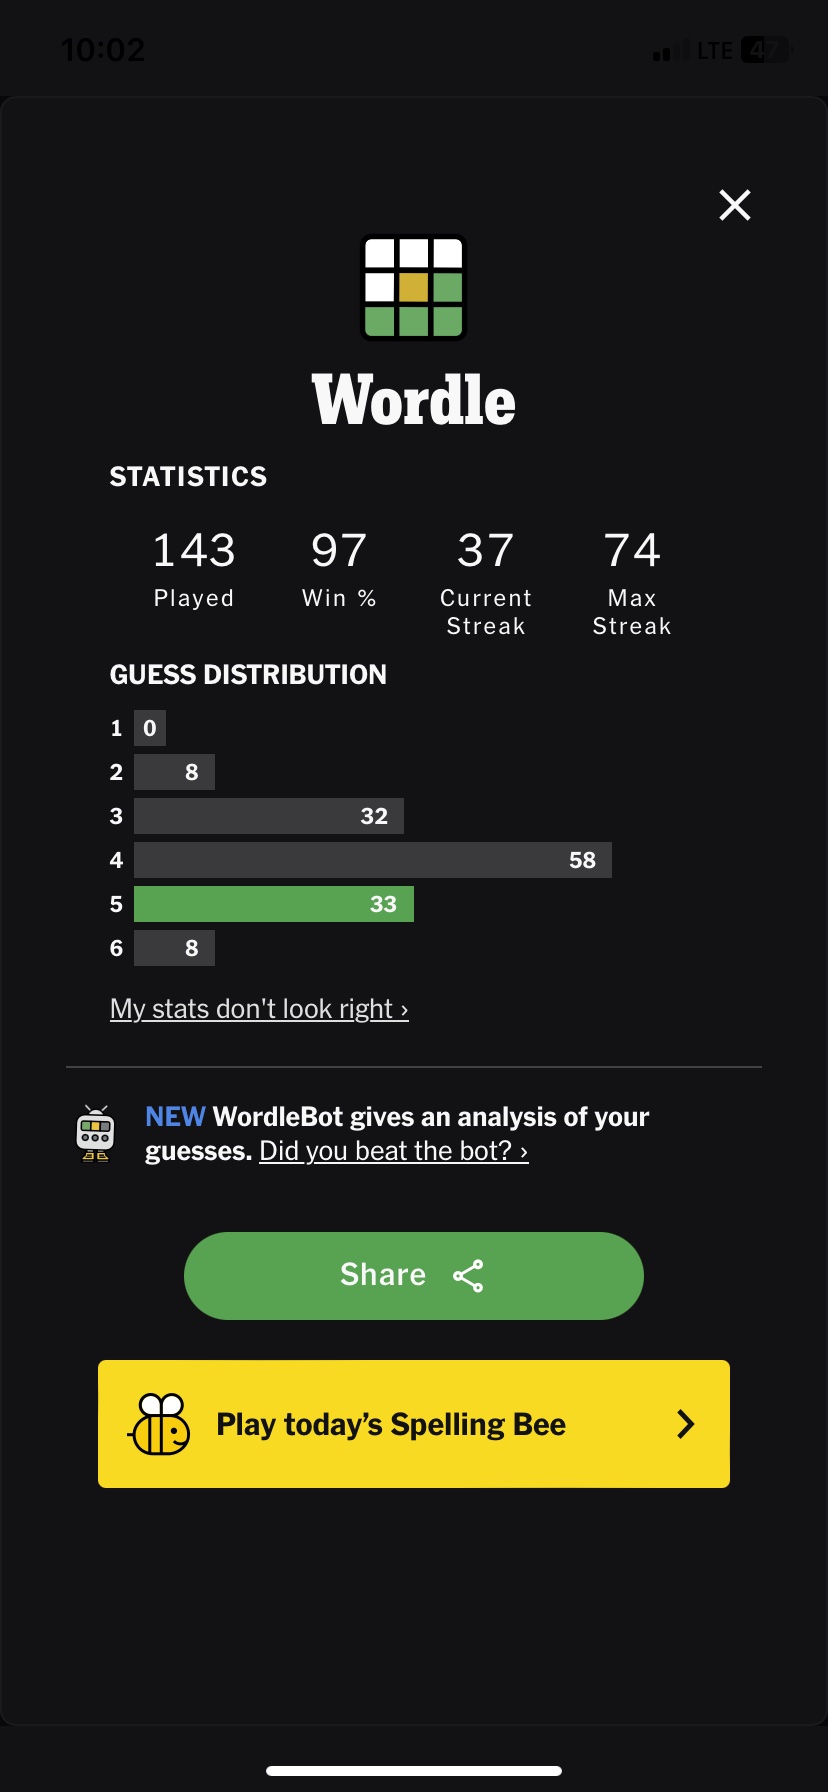 10:02 LTE 47
Wordle
STATISTICS
143 97 37 74
Played Win % Current Max
Streak Streak
GUESS DISTRIBUTION
1 0
2 8
3 32
4 58
5 33
6 8
My stats don't look right ›
NEW WordleBot gives an analysis of your
guesses. Did you beat the bot? ›
Share
Play today’s Spelling Bee